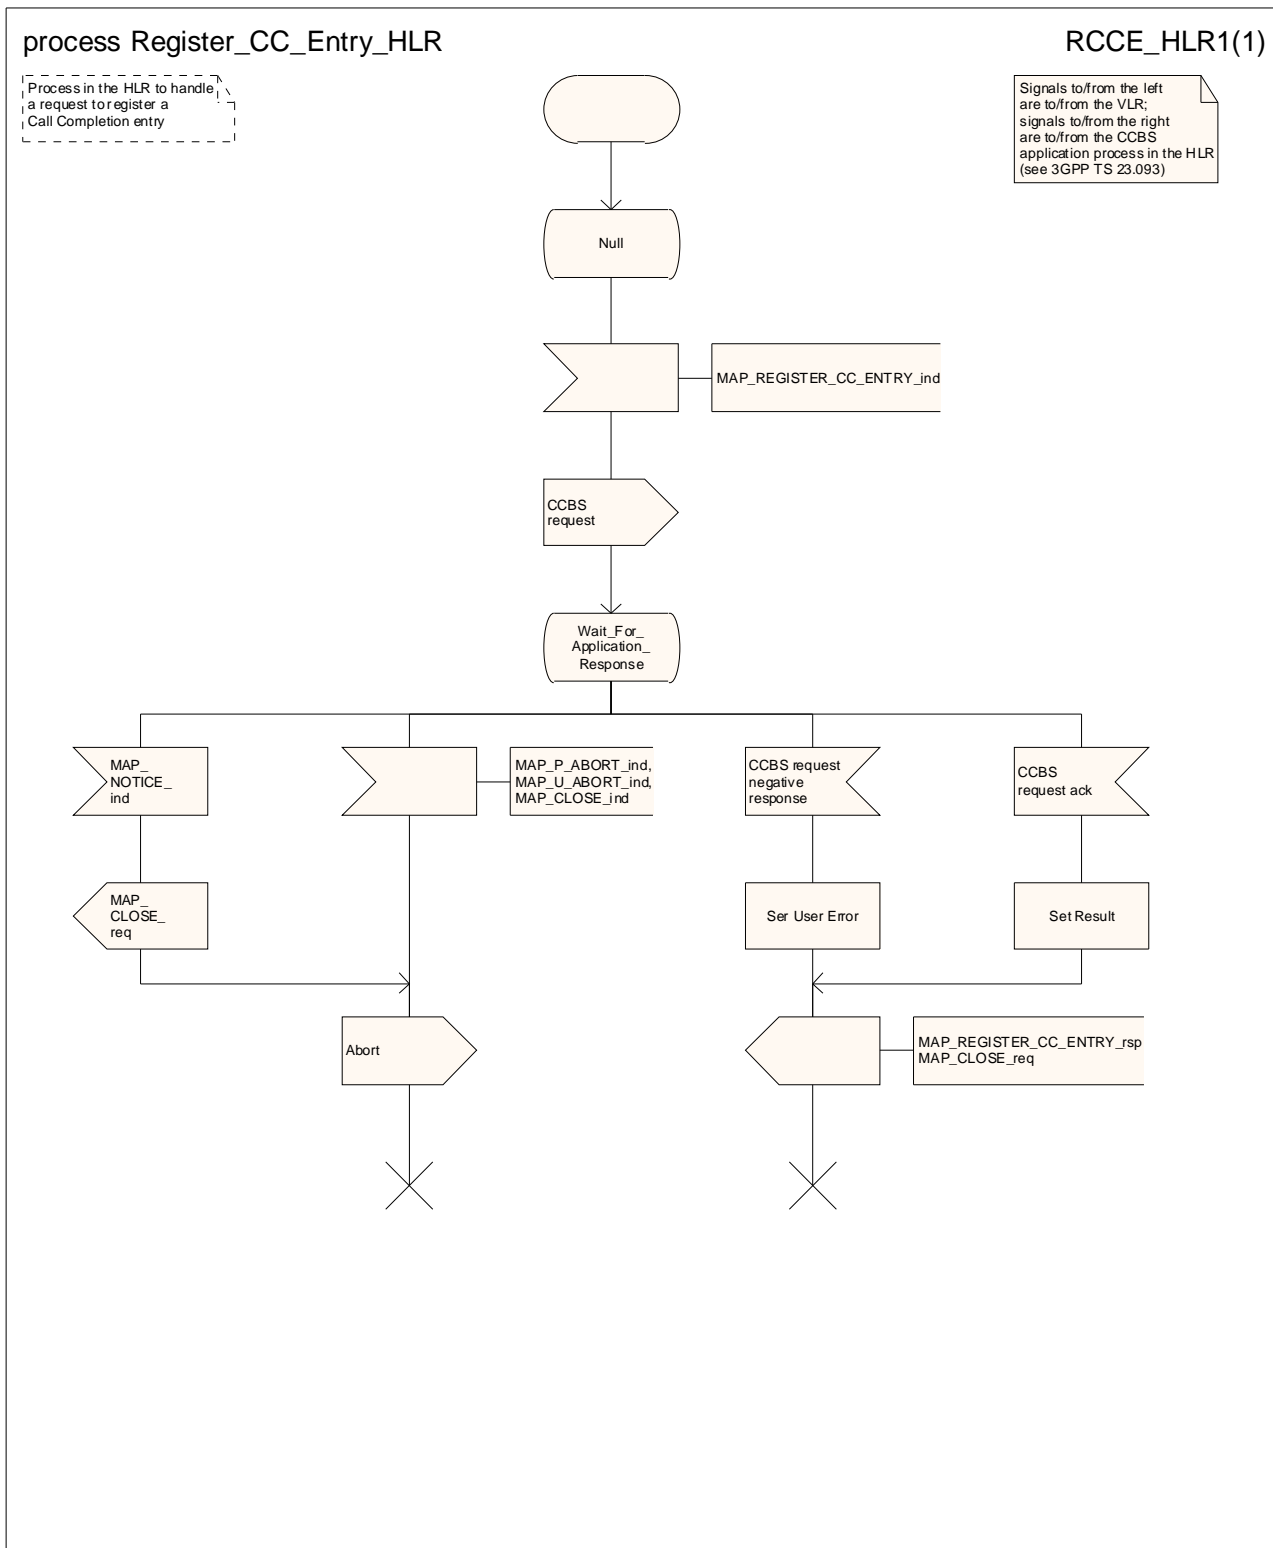 process Register_CC_Entry_HLR
RCCE_HLR1(1)
Process in the HLR to handle
a request to register a
Call Completion entry
Signals to/from the left
are to/from the VLR;
signals to/from the right
are to/from the CCBS
application process in the HLR
(see 3GPP TS 23.093)
Null
MAP_REGISTER_CC_ENTRY_ind
CCBS
request
Wait_For_
Application_
Response
MAP_
NOTICE_
ind
MAP_P_ABORT_ind,
MAP_U_ABORT_ind,
MAP_CLOSE_ind
CCBS request
negative
response
CCBS
request ack
MAP_
CLOSE_
req
Ser User Error
Set Result
Abort
MAP_REGISTER_CC_ENTRY_rsp
MAP_CLOSE_req